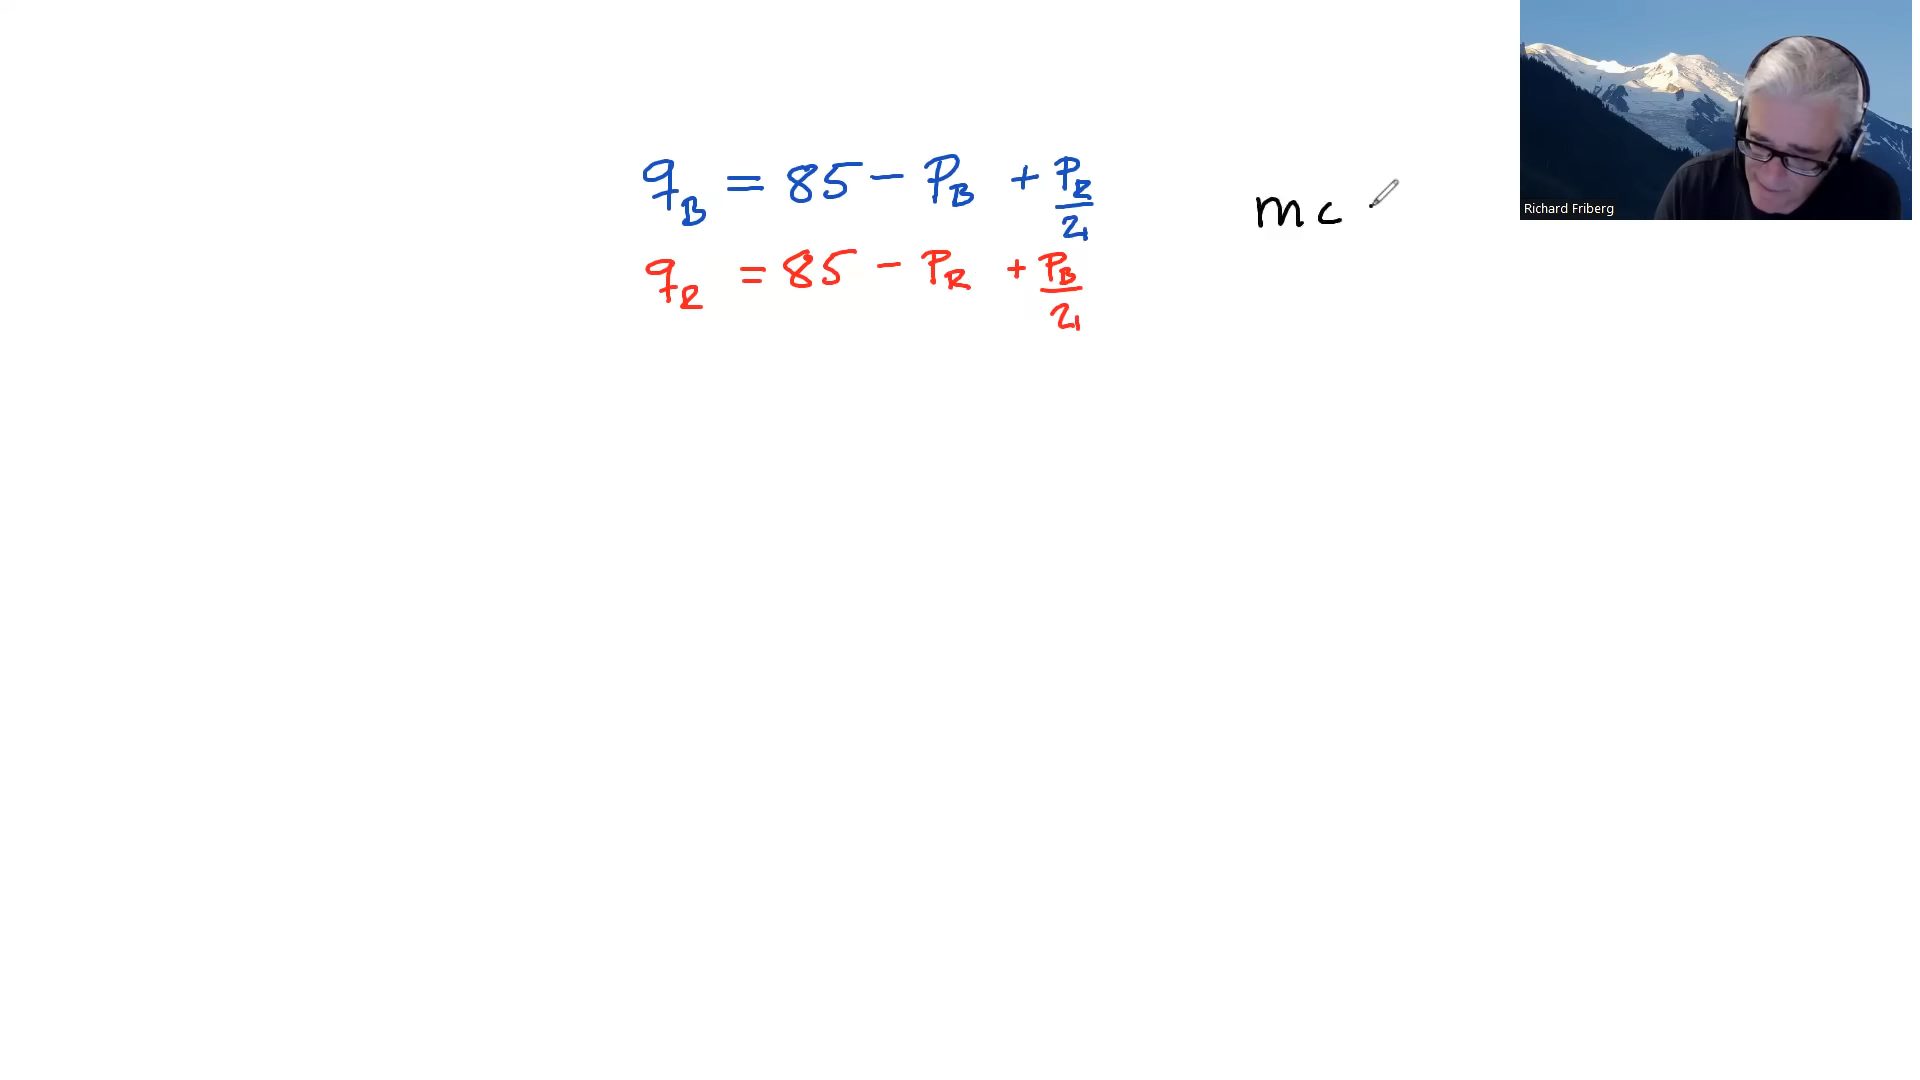 q_B = 85 - P_B + P_R/2
mc
q_R = 85 - P_R + P_B/2
Richard Friberg